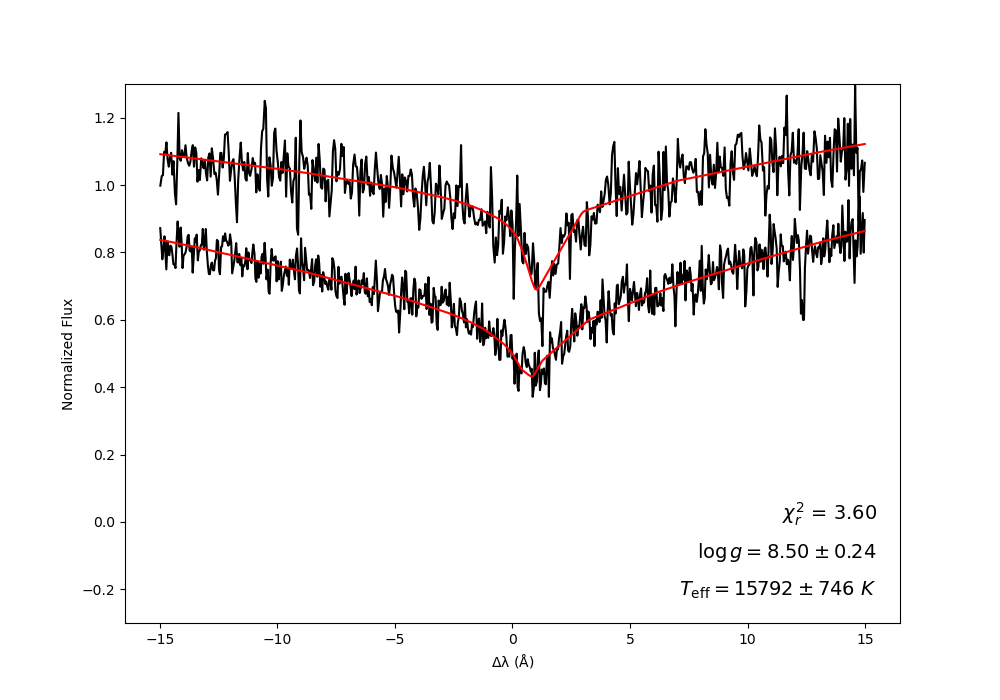 1.2
1.0
0.8
0.6
0.4
0.2
0.0
−0.2
Normalized Flux
χ²ᵣ = 3.60
log g = 8.50 ± 0.24
T_eff = 15792 ± 746 K
−15 −10 −5 0 5 10 15
Δλ (Å)